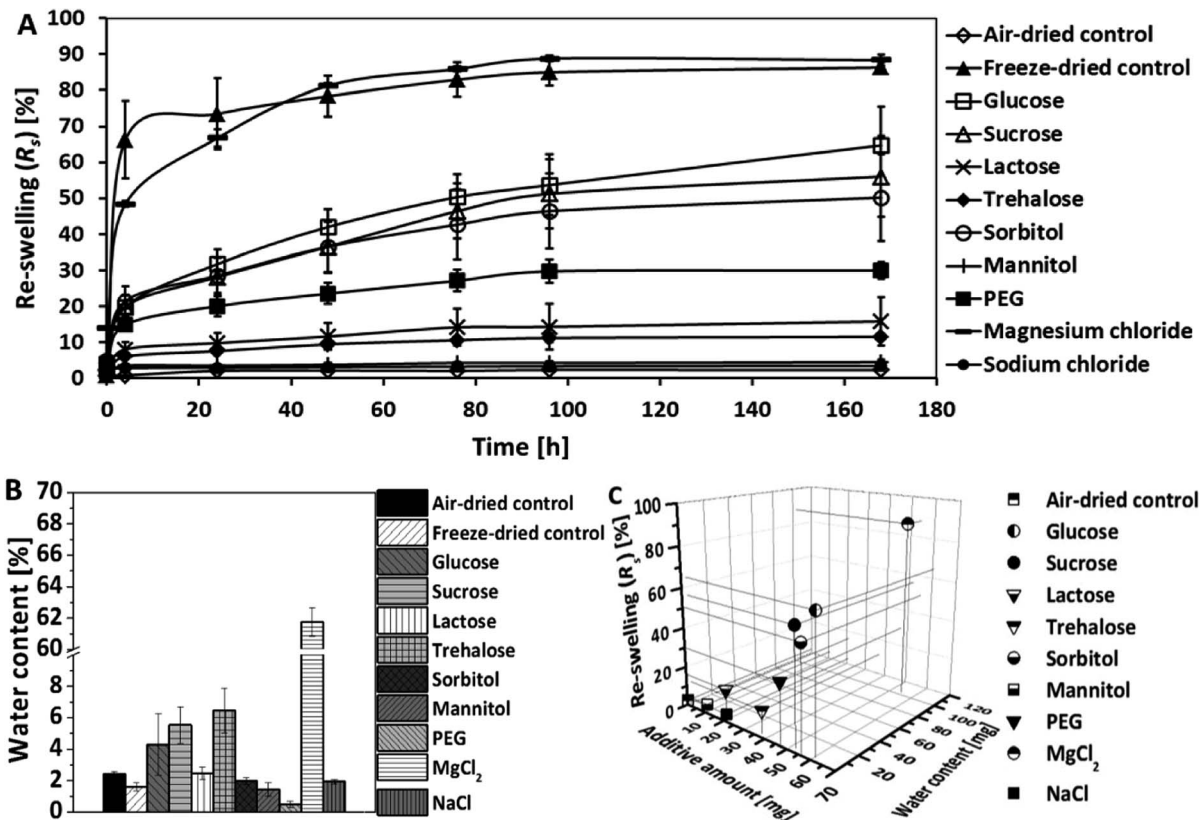 A
Re-swelling (Rs) [%]
100
90
80
70
60
50
40
30
20
10
0
0 20 40 60 80 100 120 140 160 180
Time [h]
Air-dried control
Freeze-dried control
Glucose
Sucrose
Lactose
Trehalose
Sorbitol
Mannitol
PEG
Magnesium chloride
Sodium chloride
B
Water content [%]
70
68
66
64
62
60
8
6
4
2
0
Air-dried control
Freeze-dried control
Glucose
Sucrose
Lactose
Trehalose
Sorbitol
Mannitol
PEG
MgCl₂
NaCl
C
Re-swelling (Rs) [%]
100
80
60
40
20
0
10
20
30
40
50
60
70
Additive amount [mg]
20
40
60
80
100
120
Water content [mg]
Air-dried control
Glucose
Sucrose
Lactose
Trehalose
Sorbitol
Mannitol
PEG
MgCl₂
NaCl